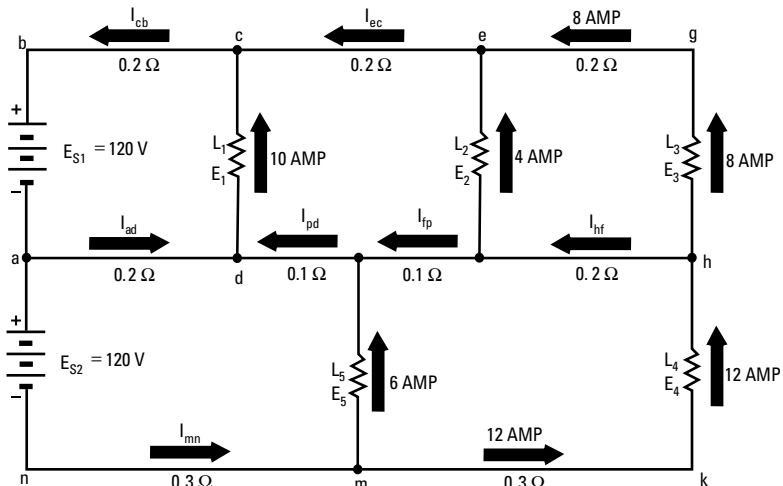 I_cb
I_ec
8 AMP
b
c
e
g
0.2 Ω
0.2 Ω
0.2 Ω
+
E_S1 = 120 V
−
L_1
E_1
10 AMP
L_2
E_2
4 AMP
L_3
E_3
8 AMP
I_ad
I_pd
I_fp
I_hf
a
d
h
0.2 Ω
0.1 Ω
0.1 Ω
0.2 Ω
+
E_S2 = 120 V
−
L_5
E_5
6 AMP
L_4
E_4
12 AMP
I_mn
12 AMP
n
0.3 Ω
m
0.3 Ω
k